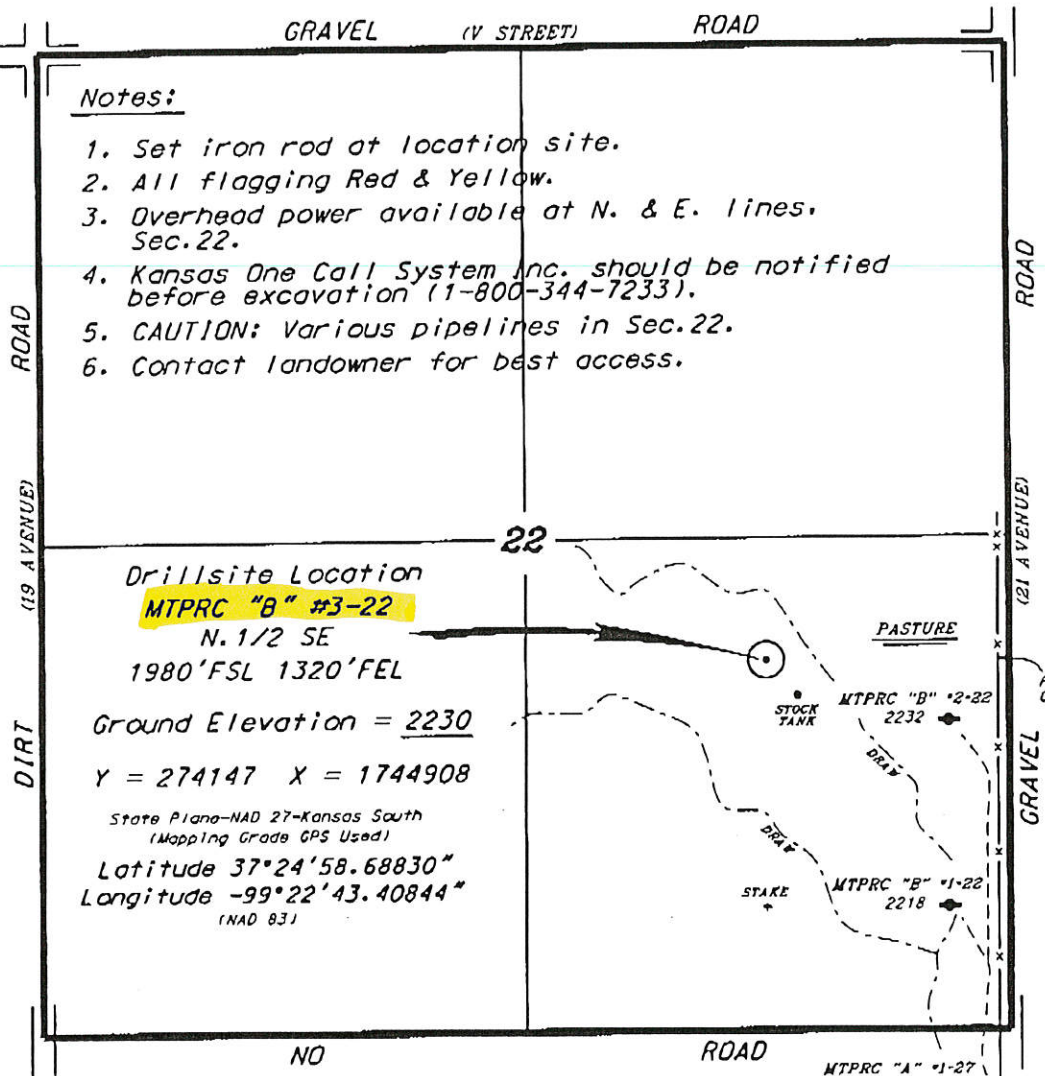 GRAVEL (V STREET) ROAD
Notes:
1. Set iron rod at location site.
2. All flagging Red & Yellow.
3. Overhead power available at N. & E. lines,
Sec.22.
4. Kansas One Call System Inc. should be notified
before excavation (1-800-344-7233).
5. CAUTION: Various pipelines in Sec.22.
6. Contact landowner for best access.
ROAD
(19 AVENUE)
DIRT
ROAD
(21 AVENUE)
GRAVEL
22
Drillsite Location
MTPRC "B" #3-22
N. 1/2 SE
1980'FSL 1320'FEL
Ground Elevation = 2230
Y = 274147 X = 1744908
State Plane-NAD 27-Kansas South
(Mapping Grade GPS Used)
Latitude 37°24'58.68830"
Longitude -99°22'43.40844"
(NAD 83)
PASTURE
STOCK
TANK
MTPRC "B" #2-22
2232
DRAW
DRAW
STAKE
MTPRC "B" #1-22
2218
NO ROAD
MTPRC "A" #1-27